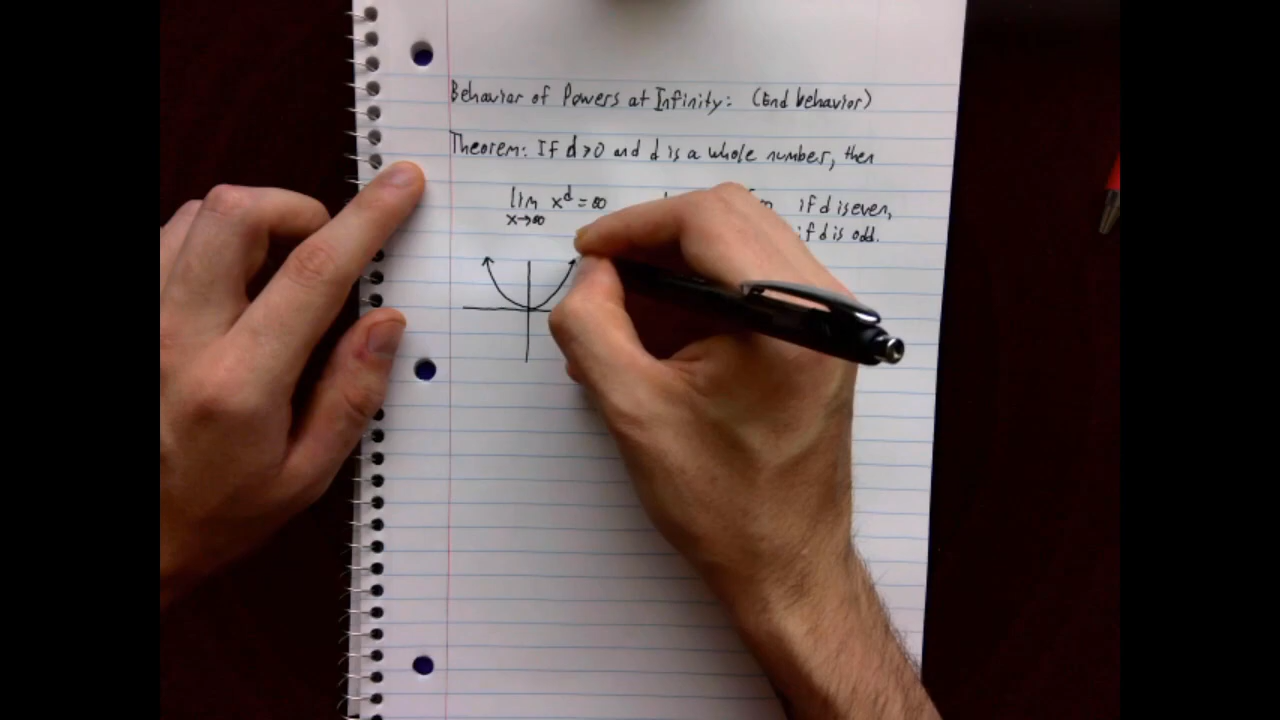 Behavior of Powers at Infinity: (End behavior)
Theorem: If d>0 and d is a whole number, then
lim x^d = ∞ if d is even,
x→∞ if d is odd.